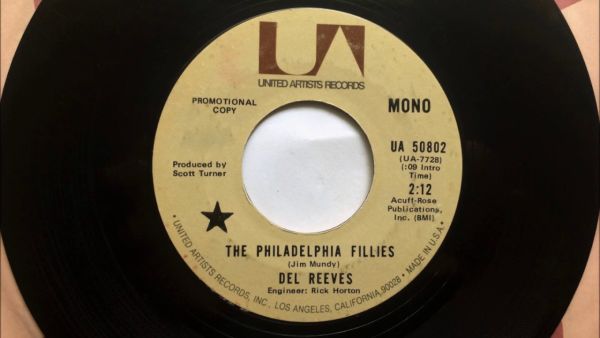 UA
UNITED ARTISTS RECORDS
PROMOTIONAL
COPY
MONO
UA 50802
(UA-7728)
(:09 Intro
Time)
2:12
Acuff-Rose
Publications,
Inc. (BMI)
Produced by
Scott Turner
THE PHILADELPHIA FILLIES
(Jim Mundy)
DEL REEVES
Engineer: Rick Horton
• UNITED ARTISTS RECORDS, INC., LOS ANGELES, CALIFORNIA 90028 • MADE IN U.S.A. •